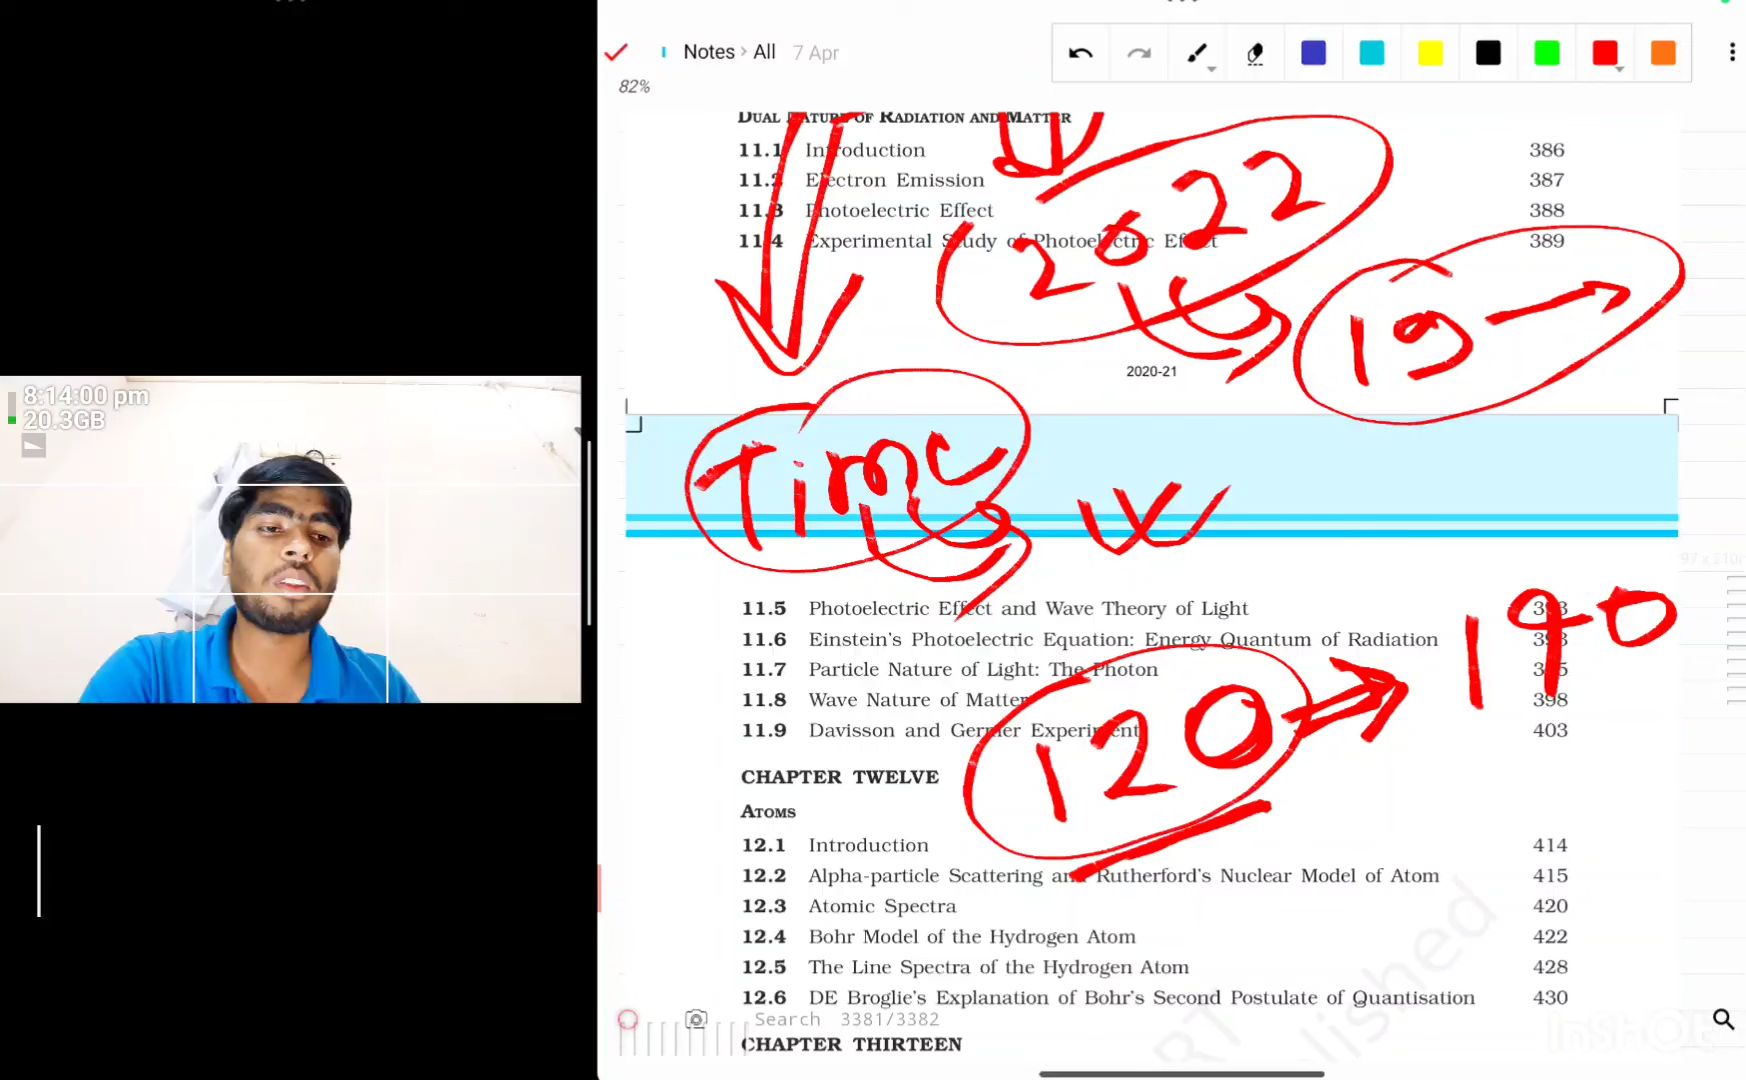 Notes › All 7 Apr
82%
DUAL NATURE OF RADIATION AND MATTER
11.1 Introduction 386
11.2 Electron Emission 387
11.3 Photoelectric Effect 388
11.4 Experimental Study of Photoelectric Effect 389
2022
19
2020-21
8:14:00 pm
20.3GB
Time
11.5 Photoelectric Effect and Wave Theory of Light 393
11.6 Einstein's Photoelectric Equation: Energy Quantum of Radiation 393
190
11.7 Particle Nature of Light: The Photon 395
11.8 Wave Nature of Matter 398
120
11.9 Davisson and Germer Experiment 403
CHAPTER TWELVE
ATOMS
12.1 Introduction 414
12.2 Alpha-particle Scattering and Rutherford's Nuclear Model of Atom 415
12.3 Atomic Spectra 420
12.4 Bohr Model of the Hydrogen Atom 422
12.5 The Line Spectra of the Hydrogen Atom 428
12.6 DE Broglie's Explanation of Bohr's Second Postulate of Quantisation 430
Search 3381/3382
InShOt
CHAPTER THIRTEEN